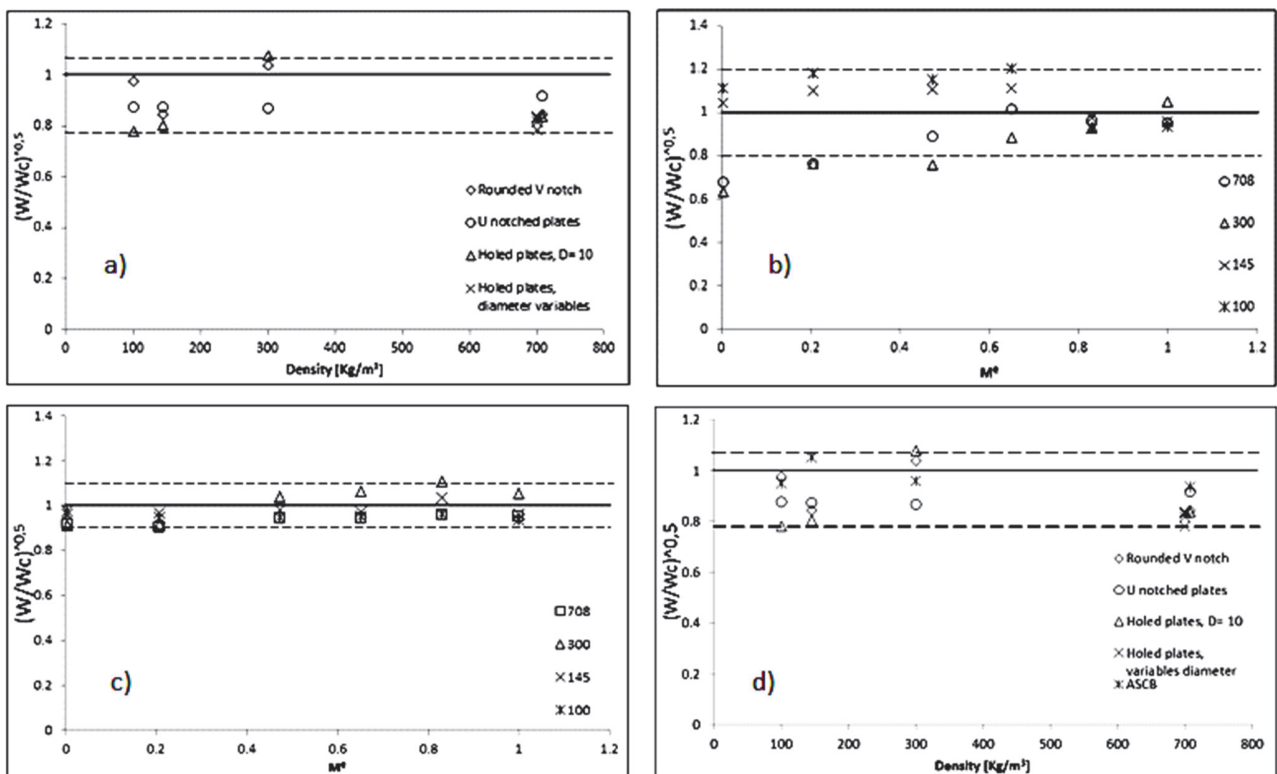 1.2
1
0.8
0.6
0.4
0.2
0
(W/Wc)^0,5
0 100 200 300 400 500 600 700 800
Density [Kg/m³]
Rounded V notch
U notched plates
Holed plates, D= 10
Holed plates,
diameter variables
a)
1.4
1.2
1
0.8
0.6
0.4
0.2
0
(W/Wc)^0,5
0 0.2 0.4 0.6 0.8 1 1.2
Mᵉ
708
300
145
100
b)
1.4
1.2
1
0.8
0.6
0.4
0.2
0
(W/Wc)^0,5
0 0.2 0.4 0.6 0.8 1 1.2
Mᵉ
708
300
145
100
c)
1.2
1
0.8
0.6
0.4
0.2
0
(W/Wc)^0,5
0 100 200 300 400 500 600 700 800
Density [Kg/m³]
Rounded V notch
U notched plates
Holed plates, D= 10
Holed plates,
variables diameter
ASCB
d)